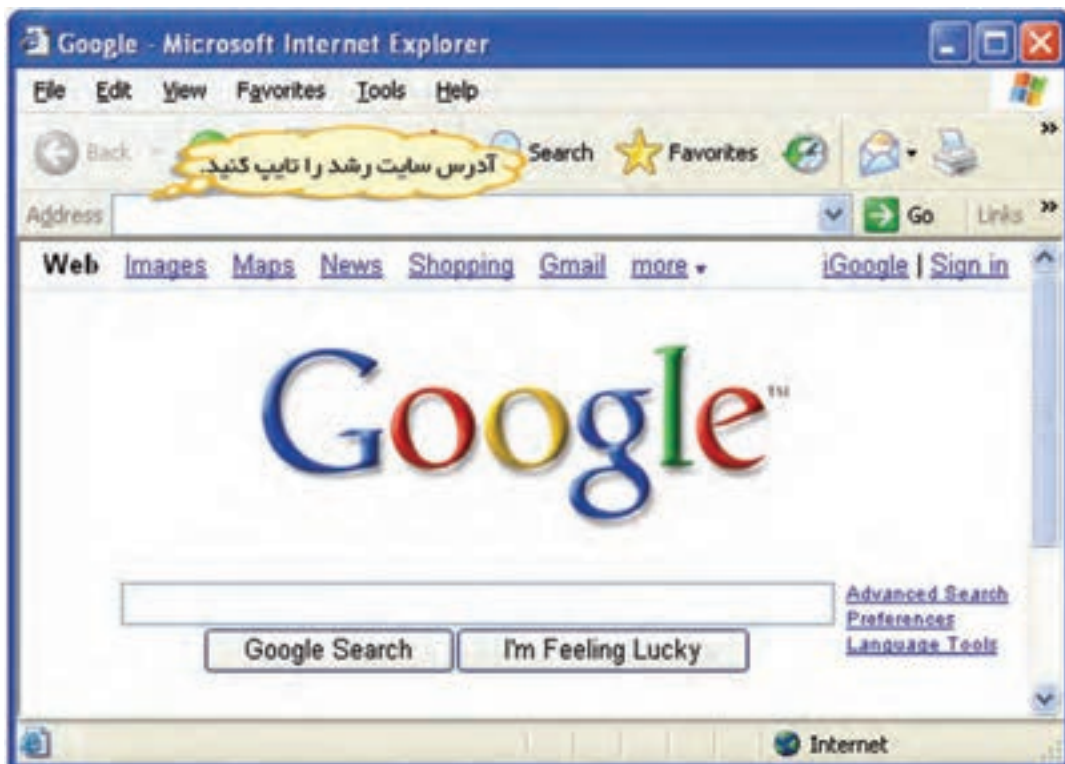 Google - Microsoft Internet Explorer
File Edit View Favorites Tools Help
Back Search Favorites
آدرس سایت رشد را تایپ کنید.
Address Go Links
Web Images Maps News Shopping Gmail more iGoogle | Sign in
Google™
Advanced Search
Preferences
Language Tools
Google Search I'm Feeling Lucky
Internet